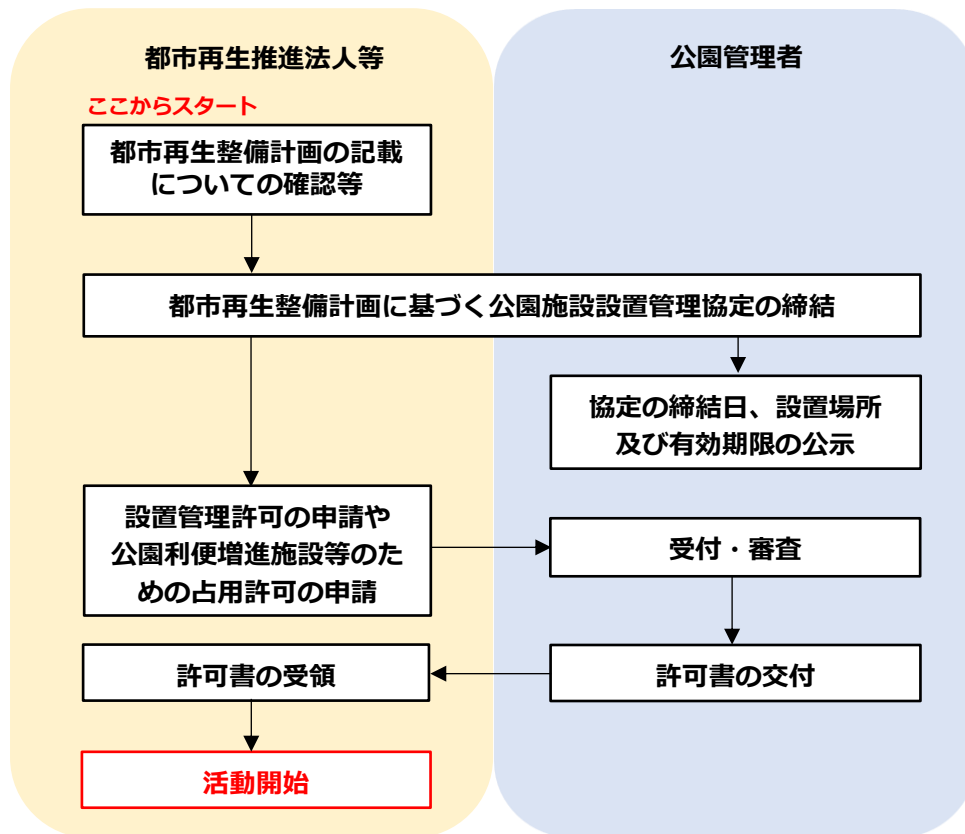 都市再生推進法人等
公園管理者
ここからスタート
都市再生整備計画の記載
についての確認等
都市再生整備計画に基づく公園施設設置管理協定の締結
協定の締結日、設置場所
及び有効期限の公示
設置管理許可の申請や
公園利便増進施設等のた
めの占用許可の申請
受付・審査
許可書の受領
許可書の交付
活動開始